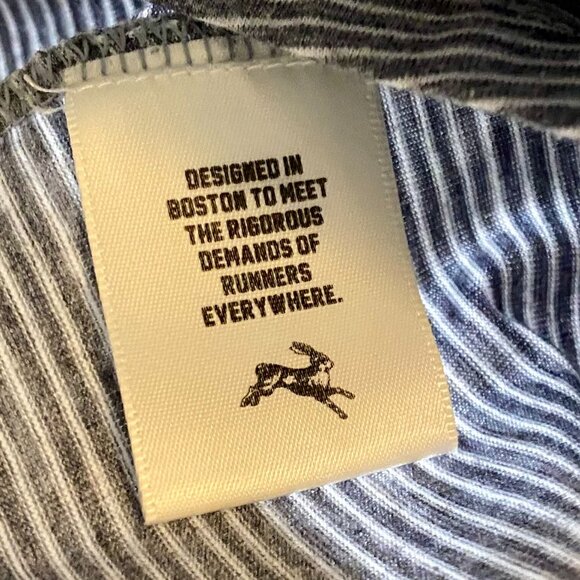 DESIGNED IN
BOSTON TO MEET
THE RIGOROUS
DEMANDS OF
RUNNERS
EVERYWHERE.